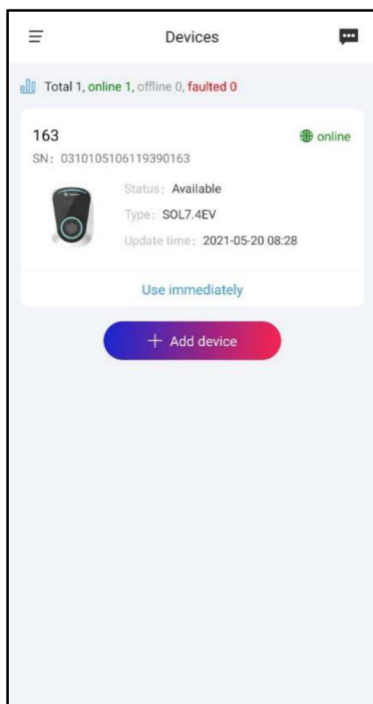 Devices
Total 1, online 1, offline 0, faulted 0
163
online
SN: 0310105106119390163
Status: Available
Type: SOL7.4EV
Update time: 2021-05-20 08:28
Use immediately
+ Add device